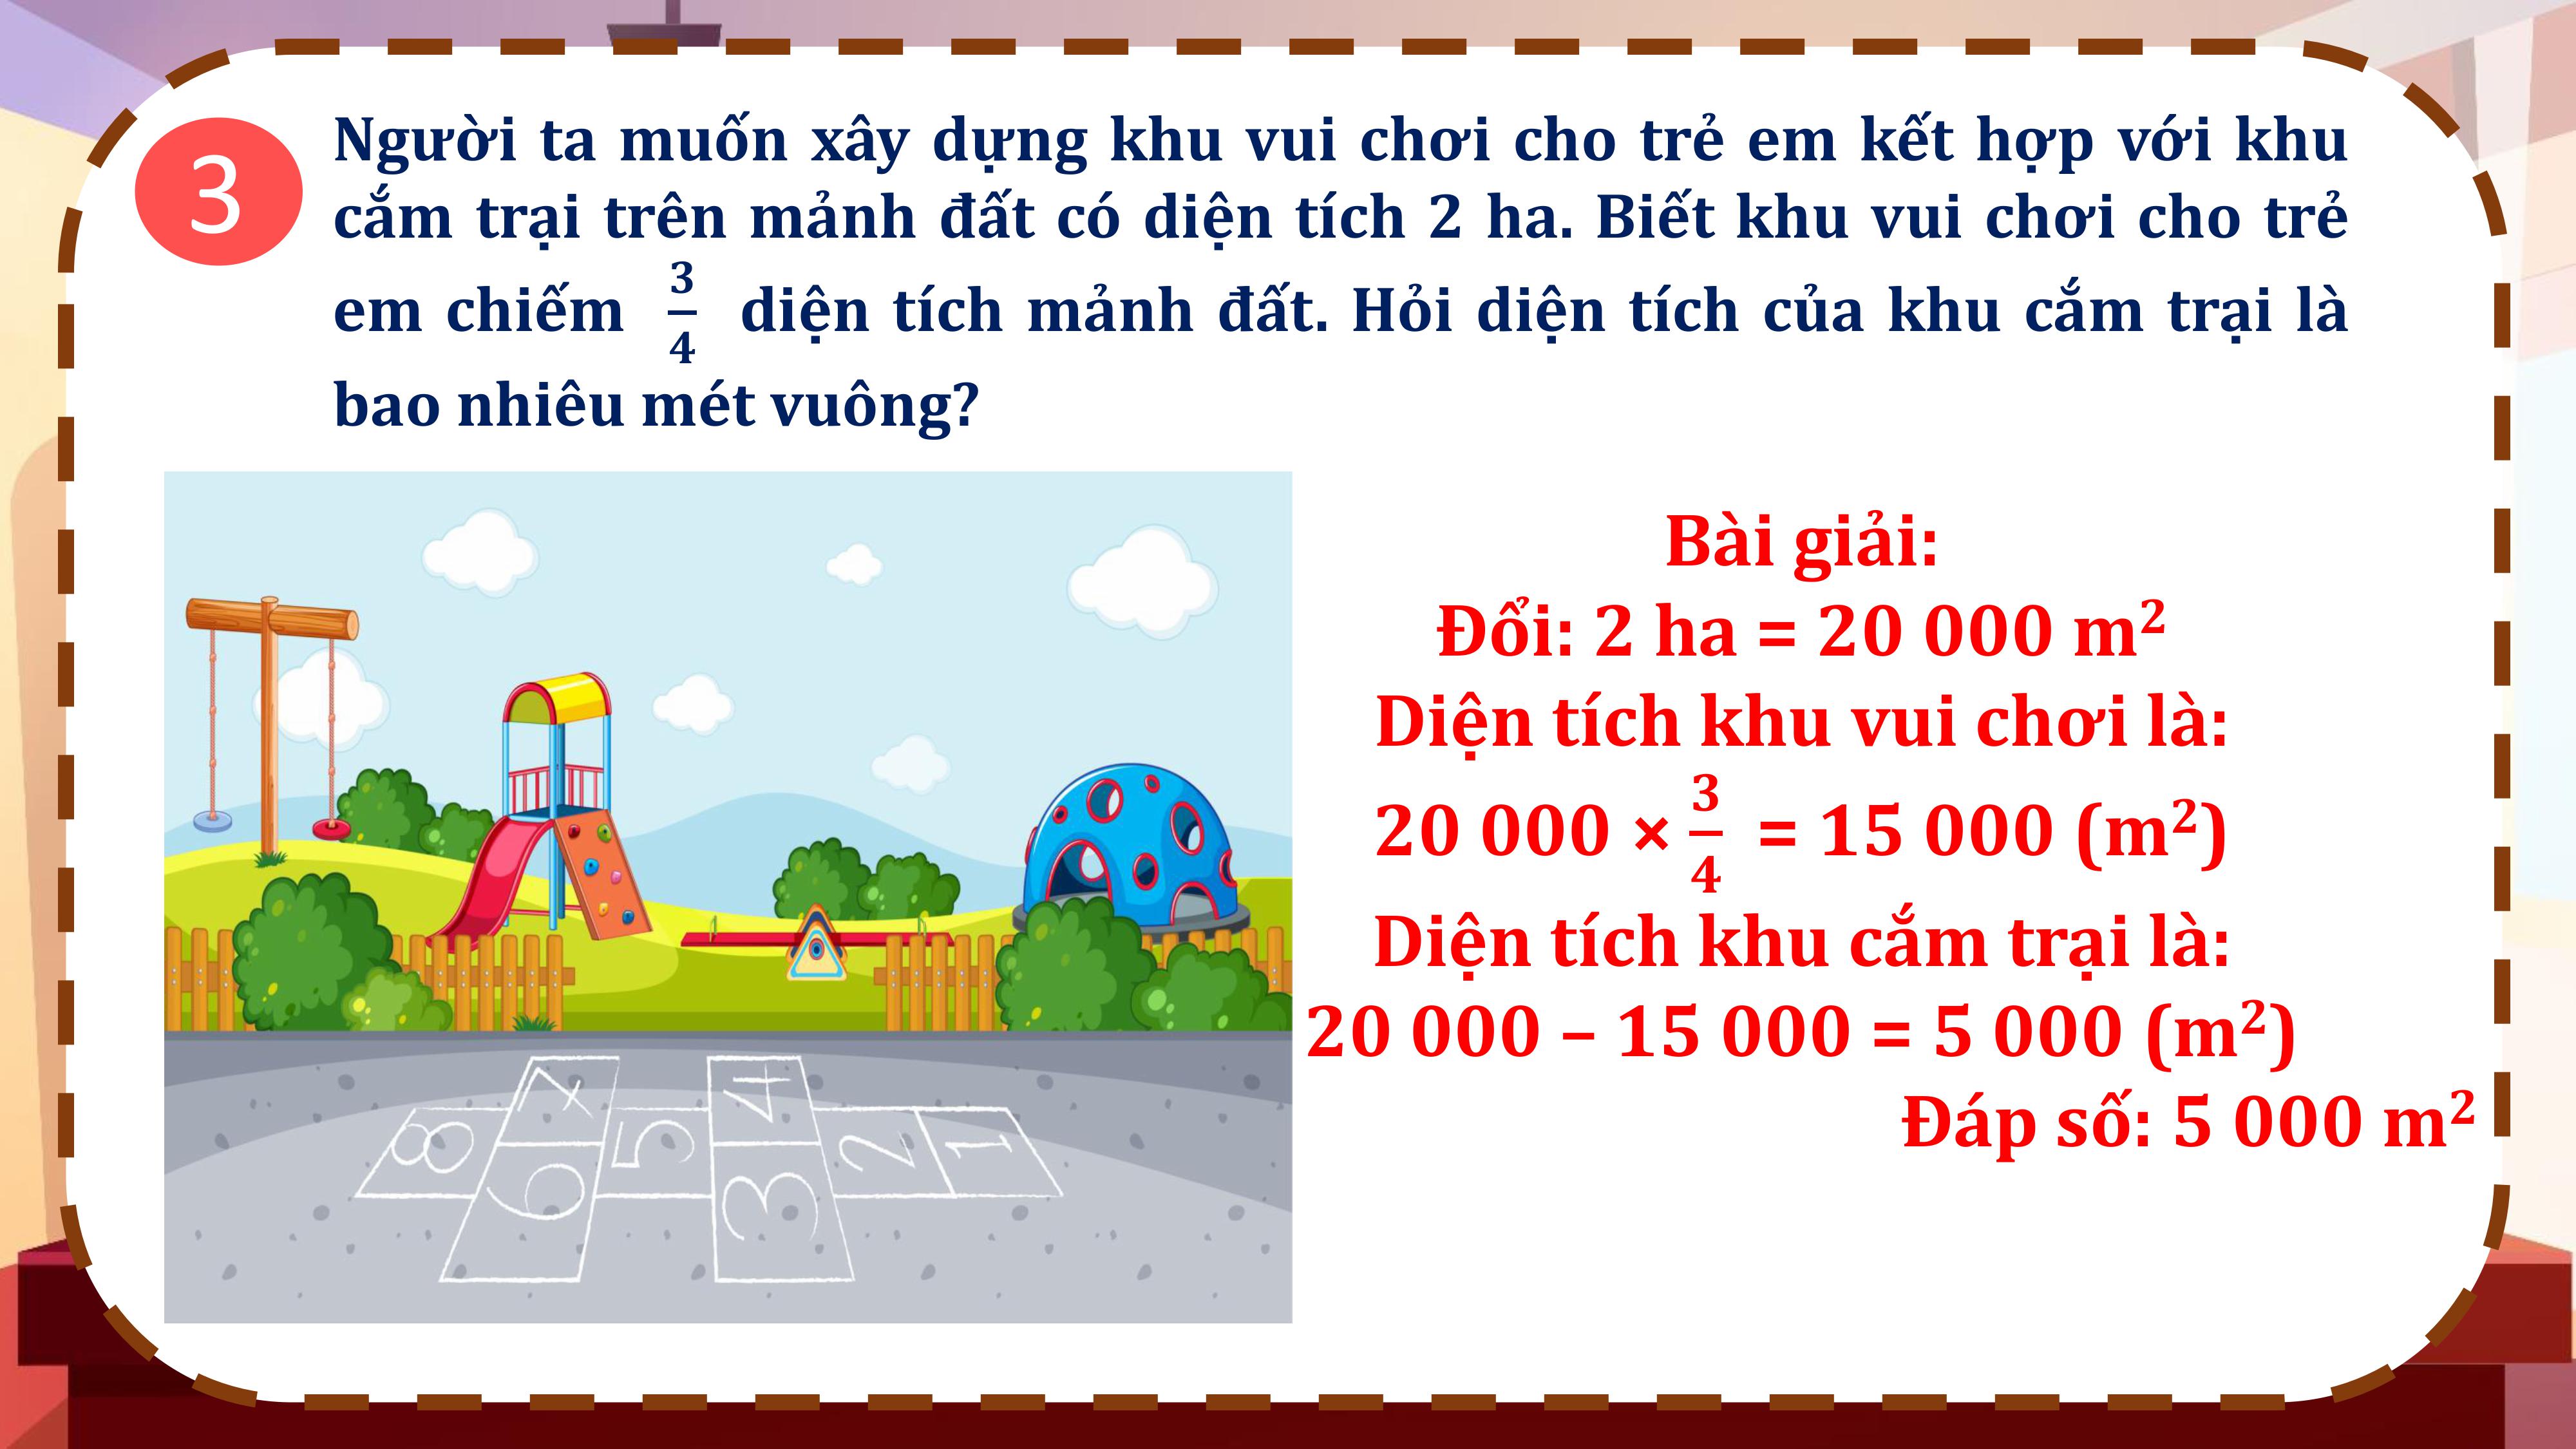 3
Người ta muốn xây dựng khu vui chơi cho trẻ em kết hợp với khu
cắm trại trên mảnh đất có diện tích 2 ha. Biết khu vui chơi cho trẻ
em chiếm 3/4 diện tích mảnh đất. Hỏi diện tích của khu cắm trại là
bao nhiêu mét vuông?
Bài giải:
Đổi: 2 ha = 20 000 m²
Diện tích khu vui chơi là:
20 000 × 3/4 = 15 000 (m²)
Diện tích khu cắm trại là:
20 000 – 15 000 = 5 000 (m²)
Đáp số: 5 000 m²
7 4
8 5 2 1
6 3